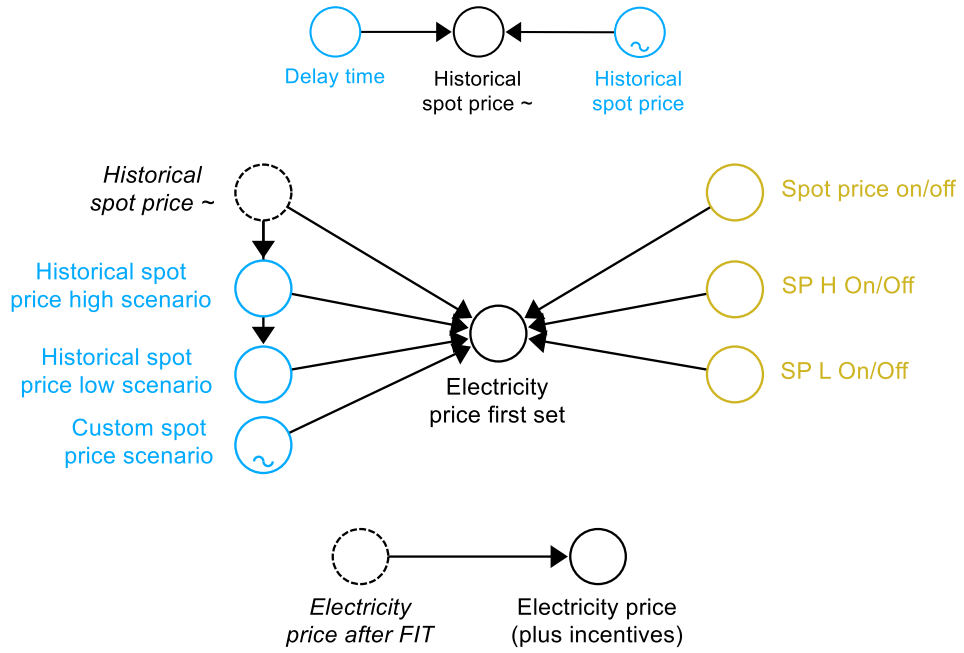 Delay time
Historical
spot price ~
Historical
spot price
Historical
spot price ~
Spot price on/off
Historical spot
price high scenario
SP H On/Off
Historical spot
price low scenario
SP L On/Off
Electricity
price first set
Custom spot
price scenario
Electricity
price after FIT
Electricity price
(plus incentives)